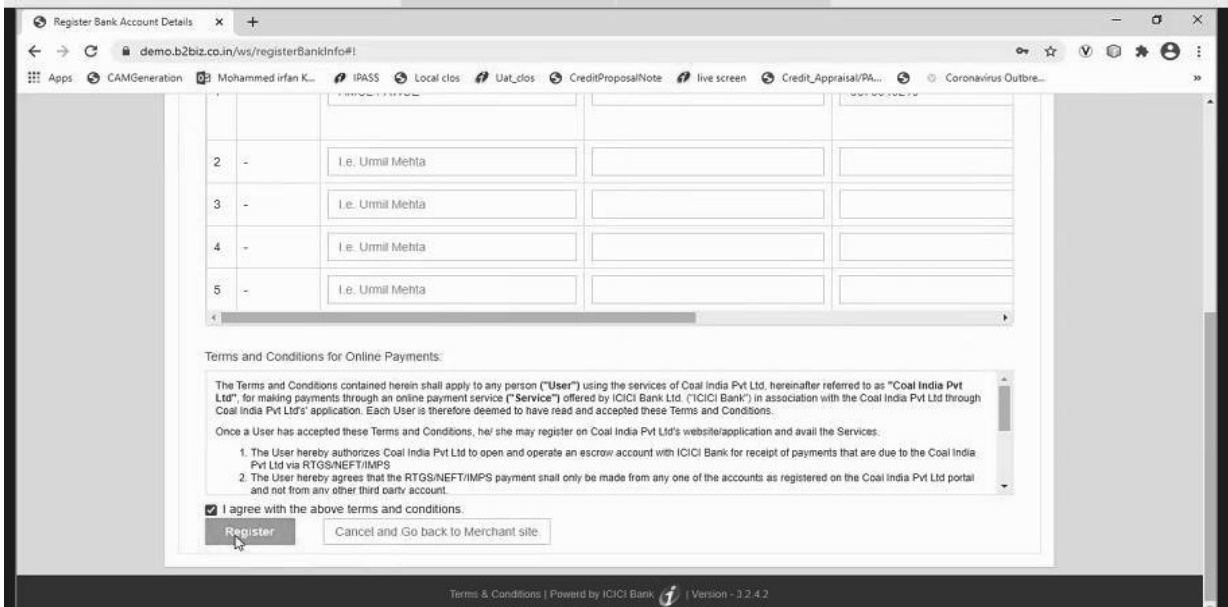 Register Bank Account Details
demo.b2biz.co.in/ws/registerBankInfo#!
Apps CAMGeneration Mohammed irfan K... IPASS Local clos Uat_clos CreditProposalNote live screen Credit_Appraisal/PA... Coronavirus Outbre... »
2 - I.e. Urmil Mehta
3 - I.e. Urmil Mehta
4 - I.e. Urmil Mehta
5 - I.e. Urmil Mehta
Terms and Conditions for Online Payments:
The Terms and Conditions contained herein shall apply to any person ("User") using the services of Coal India Pvt Ltd, hereinafter referred to as "Coal India Pvt
Ltd", for making payments through an online payment service ("Service") offered by ICICI Bank Ltd. ("ICICI Bank") in association with the Coal India Pvt Ltd through
Coal India Pvt Ltd's' application. Each User is therefore deemed to have read and accepted these Terms and Conditions.
Once a User has accepted these Terms and Conditions, he/ she may register on Coal India Pvt Ltd's website/application and avail the Services.
1. The User hereby authorizes Coal India Pvt Ltd to open and operate an escrow account with ICICI Bank for receipt of payments that are due to the Coal India
Pvt Ltd via RTGS/NEFT/IMPS
2. The User hereby agrees that the RTGS/NEFT/IMPS payment shall only be made from any one of the accounts as registered on the Coal India Pvt Ltd portal
and not from any other third party account.
I agree with the above terms and conditions.
Register Cancel and Go back to Merchant site
Terms & Conditions | Powerd by ICICI Bank | Version - 3.2.4.2